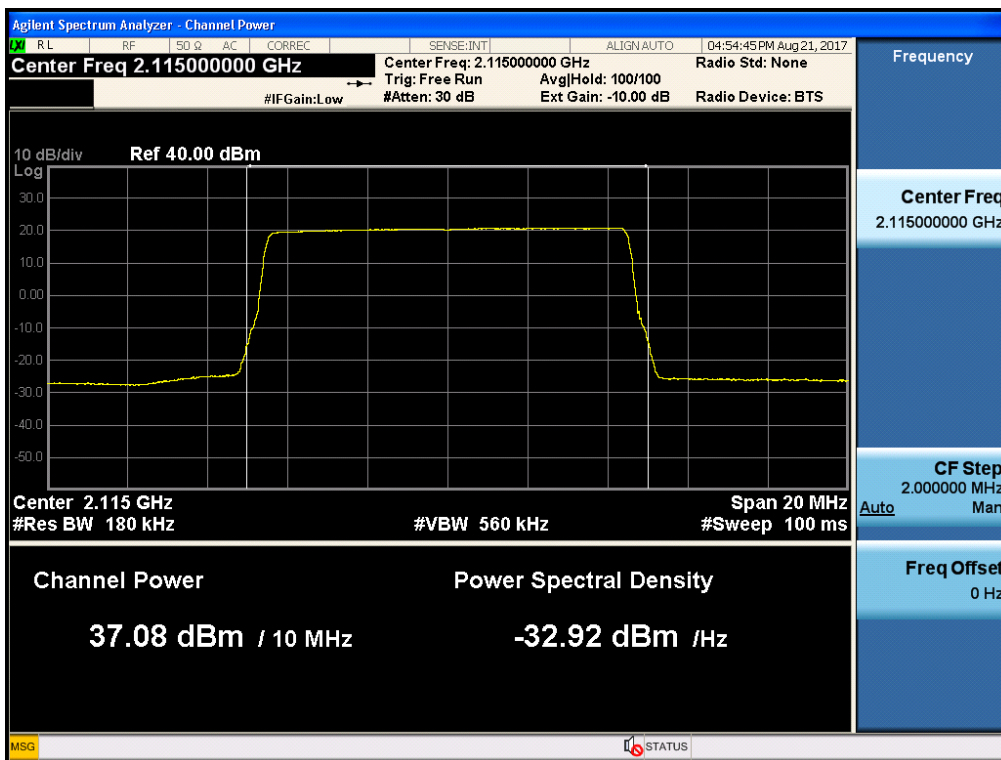 Agilent Spectrum Analyzer - Channel Power
LXI RL RF 50 Ω AC CORREC SENSE:INT ALIGN AUTO 04:54:45 PM Aug 21, 2017
Center Freq 2.115000000 GHz
Center Freq: 2.115000000 GHz Radio Std: None
Trig: Free Run Avg|Hold: 100/100
#IFGain:Low #Atten: 30 dB Ext Gain: -10.00 dB Radio Device: BTS
10 dB/div Ref 40.00 dBm
Log
30.0
20.0
10.0
0.00
-10.0
-20.0
-30.0
-40.0
-50.0
Center 2.115 GHz Span 20 MHz
#Res BW 180 kHz #VBW 560 kHz #Sweep 100 ms
Channel Power Power Spectral Density
37.08 dBm / 10 MHz -32.92 dBm /Hz
MSG STATUS
Frequency
Center Freq
2.115000000 GHz
CF Step
2.000000 MHz
Auto Man
Freq Offset
0 Hz